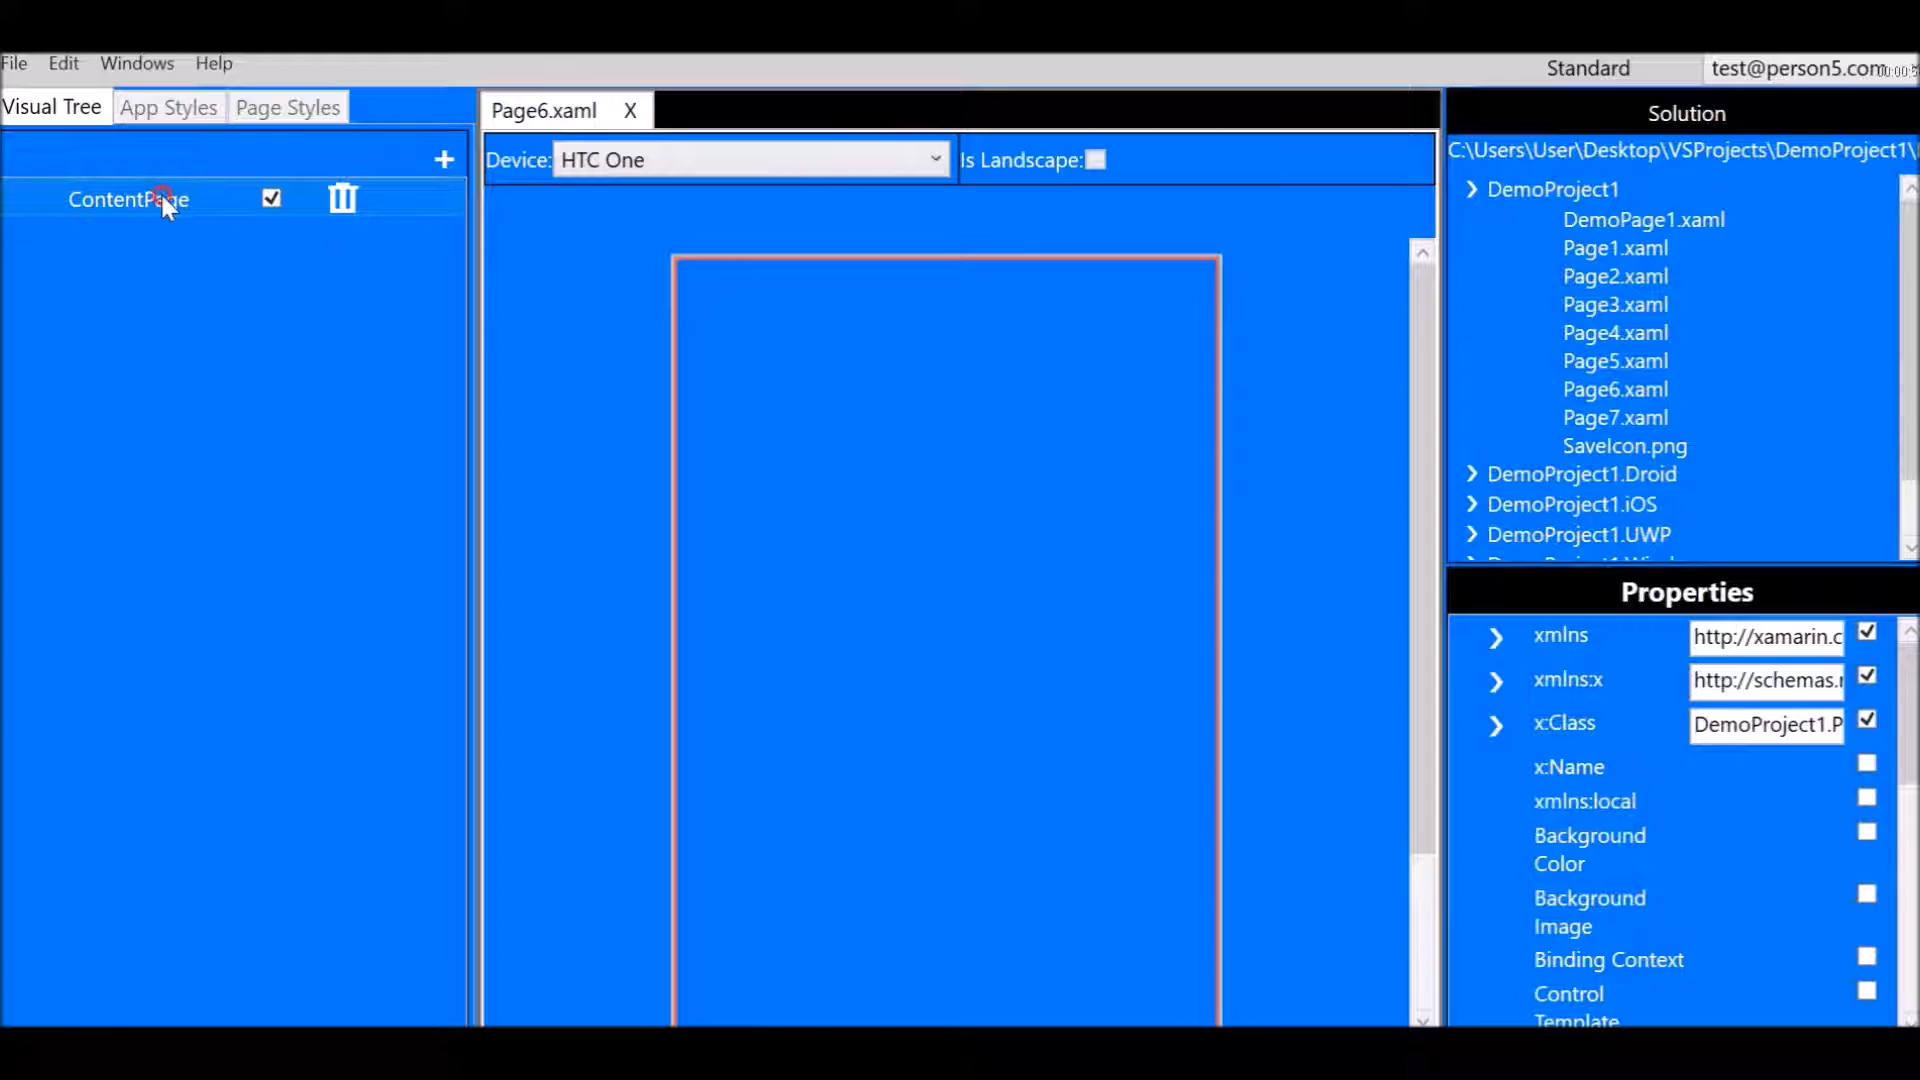 File Edit Windows Help
Standard test@person5.com
Visual Tree App Styles Page Styles
ContentPage
Page6.xaml X
Device: HTC One Is Landscape:
Solution
C:\Users\User\Desktop\VSProjects\DemoProject1\
DemoProject1
DemoPage1.xaml
Page1.xaml
Page2.xaml
Page3.xaml
Page4.xaml
Page5.xaml
Page6.xaml
Page7.xaml
SaveIcon.png
DemoProject1.Droid
DemoProject1.iOS
DemoProject1.UWP
Properties
xmlns http://xamarin.c
xmlns:x http://schemas.
x:Class DemoProject1.P
x:Name
xmlns:local
Background
Color
Background
Image
Binding Context
Control
Template